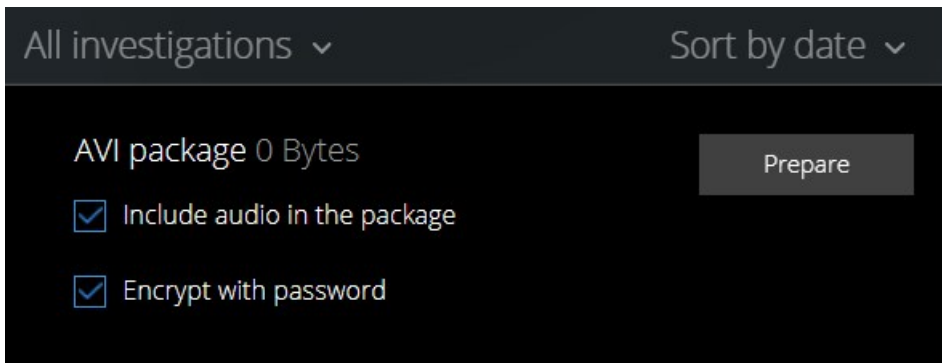 All investigations
Sort by date
AVI package 0 Bytes
Prepare
Include audio in the package
Encrypt with password